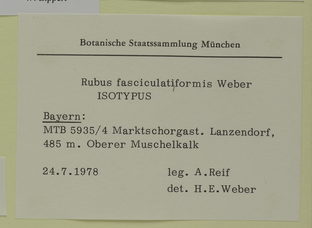 Botanische Staatssammlung München
Rubus fasciculatiformis Weber
ISOTYPUS
Bayern:
MTB 5935/4 Marktschorgast. Lanzendorf,
485 m. Oberer Muschelkalk
24.7.1978 leg. A.Reif
det. H.E.Weber